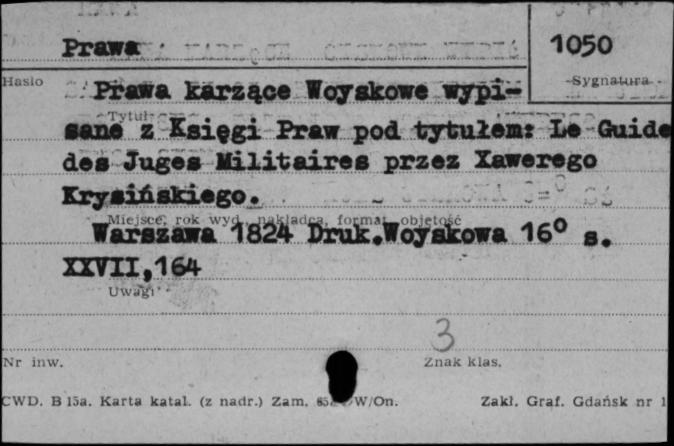 Prawa
1050
Hasło
Sygnatura
Prawa karzące Woyskowe wypi-
Tytuł
sane z Księgi Praw pod tytułem: Le Guide
des Juges Militaires przez Xawerego
Krysińskiego.
Miejsce, rok wyd., nakładca, format, objętość
Warszawa 1824 Druk.Woyskowa 16° s.
XXVII,164
Uwagi
3
Nr inw.
Znak klas.
CWD. B 15a. Karta katal. (z nadr.) Zam. W/On.
Zakł. Graf. Gdańsk nr 1